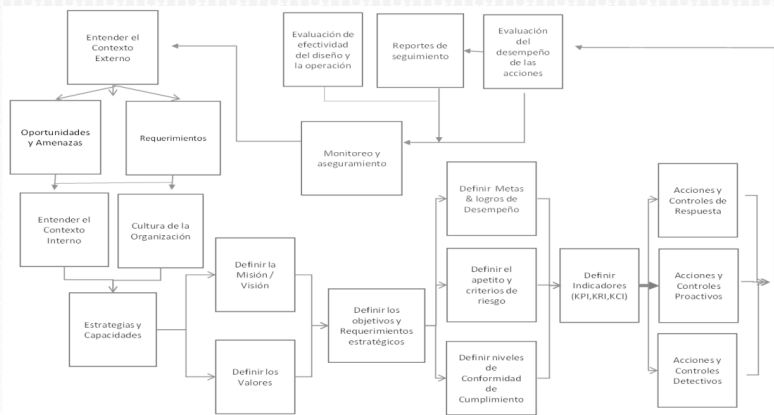 Entender el
Contexto
Externo
Evaluación de
efectividad
del diseño y
la operación
Reportes de
seguimiento
Evaluación
del
desempeño
de las
acciones
Oportunidades
y Amenazas
Requerimientos
Monitoreo y
aseguramiento
Entender el
Contexto
Interno
Cultura de la
Organización
Definir la
Misión /
Visión
Definir Metas
& logros de
Desempeño
Acciones y
Controles de
Respuesta
Estrategias y
Capacidades
Definir los
Valores
Definir los
objetivos y
Requerimientos
estratégicos
Definir el
apetito y
criterios de
riesgo
Definir
Indicadores
(KPI,KRI,KCI)
Acciones y
Controles
Proactivos
Definir niveles
de
Conformidad
de
Cumplimiento
Acciones y
Controles
Detectivos